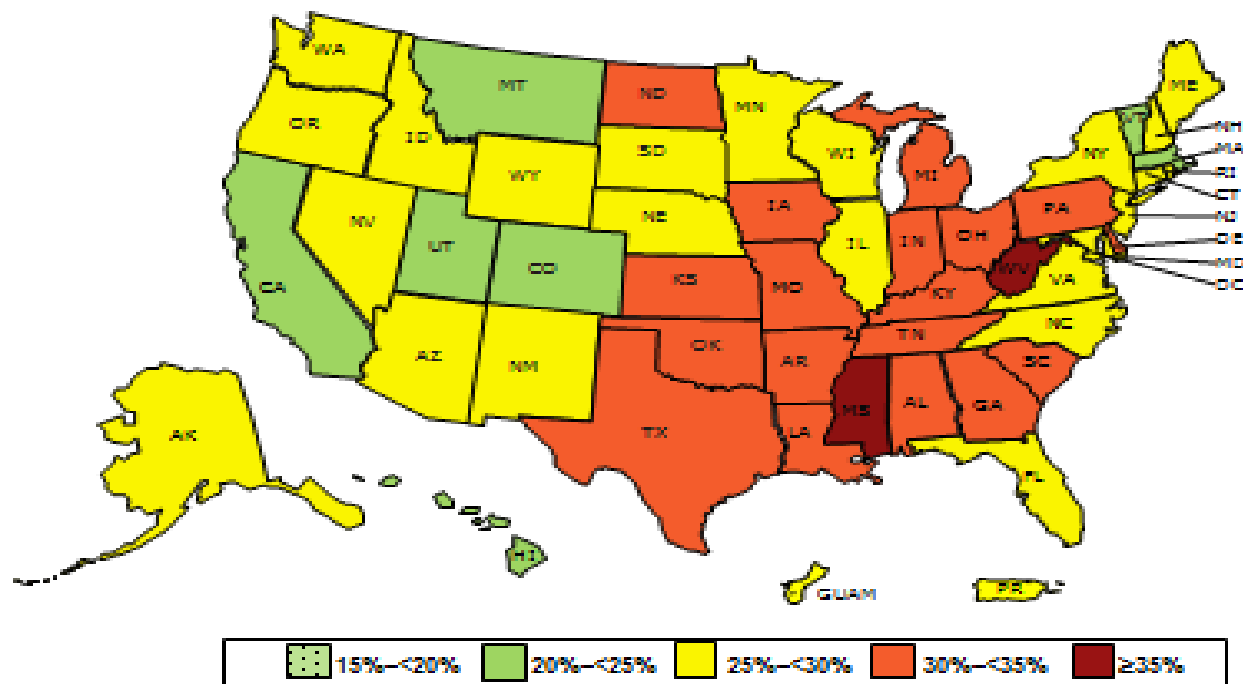 WA
MT
ND
MN
ME
OR
ID
SD
WI
VT
NH
MA
NY
RI
CT
WY
MI
NJ
IA
PA
NE
DE
NV
OH
IN
IL
MD
UT
CO
WV
DC
VA
KS
MO
KY
CA
NC
TN
OK
AZ
NM
AR
SC
GA
MS
AL
TX
LA
AK
FL
HI
GUAM
PR
15%–<20% 20%–<25% 25%–<30% 30%–<35% ≥35%